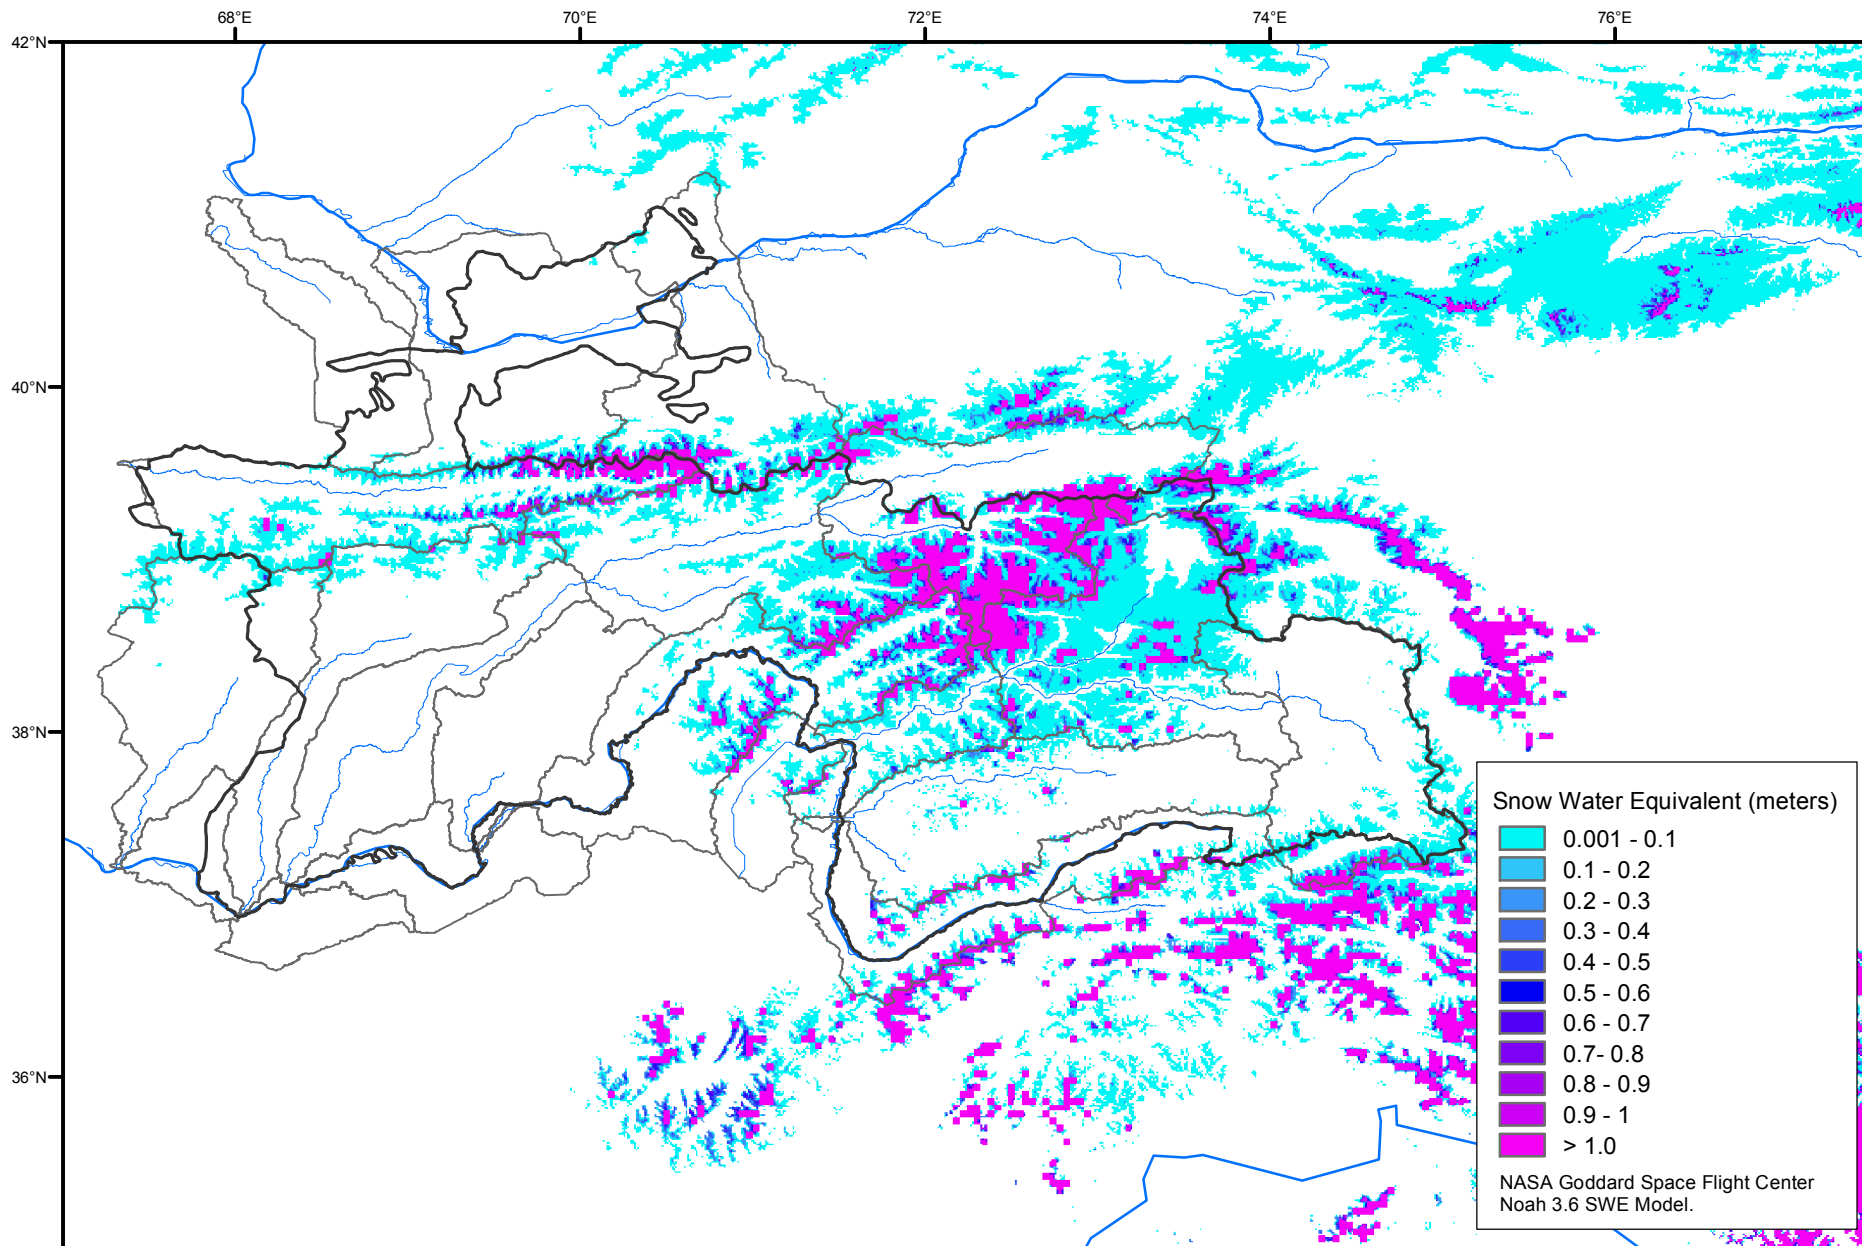 68°E 70°E 72°E 74°E 76°E
42°N
40°N
38°N
36°N
Snow Water Equivalent (meters)
0.001 - 0.1
0.1 - 0.2
0.2 - 0.3
0.3 - 0.4
0.4 - 0.5
0.5 - 0.6
0.6 - 0.7
0.7- 0.8
0.8 - 0.9
0.9 - 1
> 1.0
NASA Goddard Space Flight Center
Noah 3.6 SWE Model.